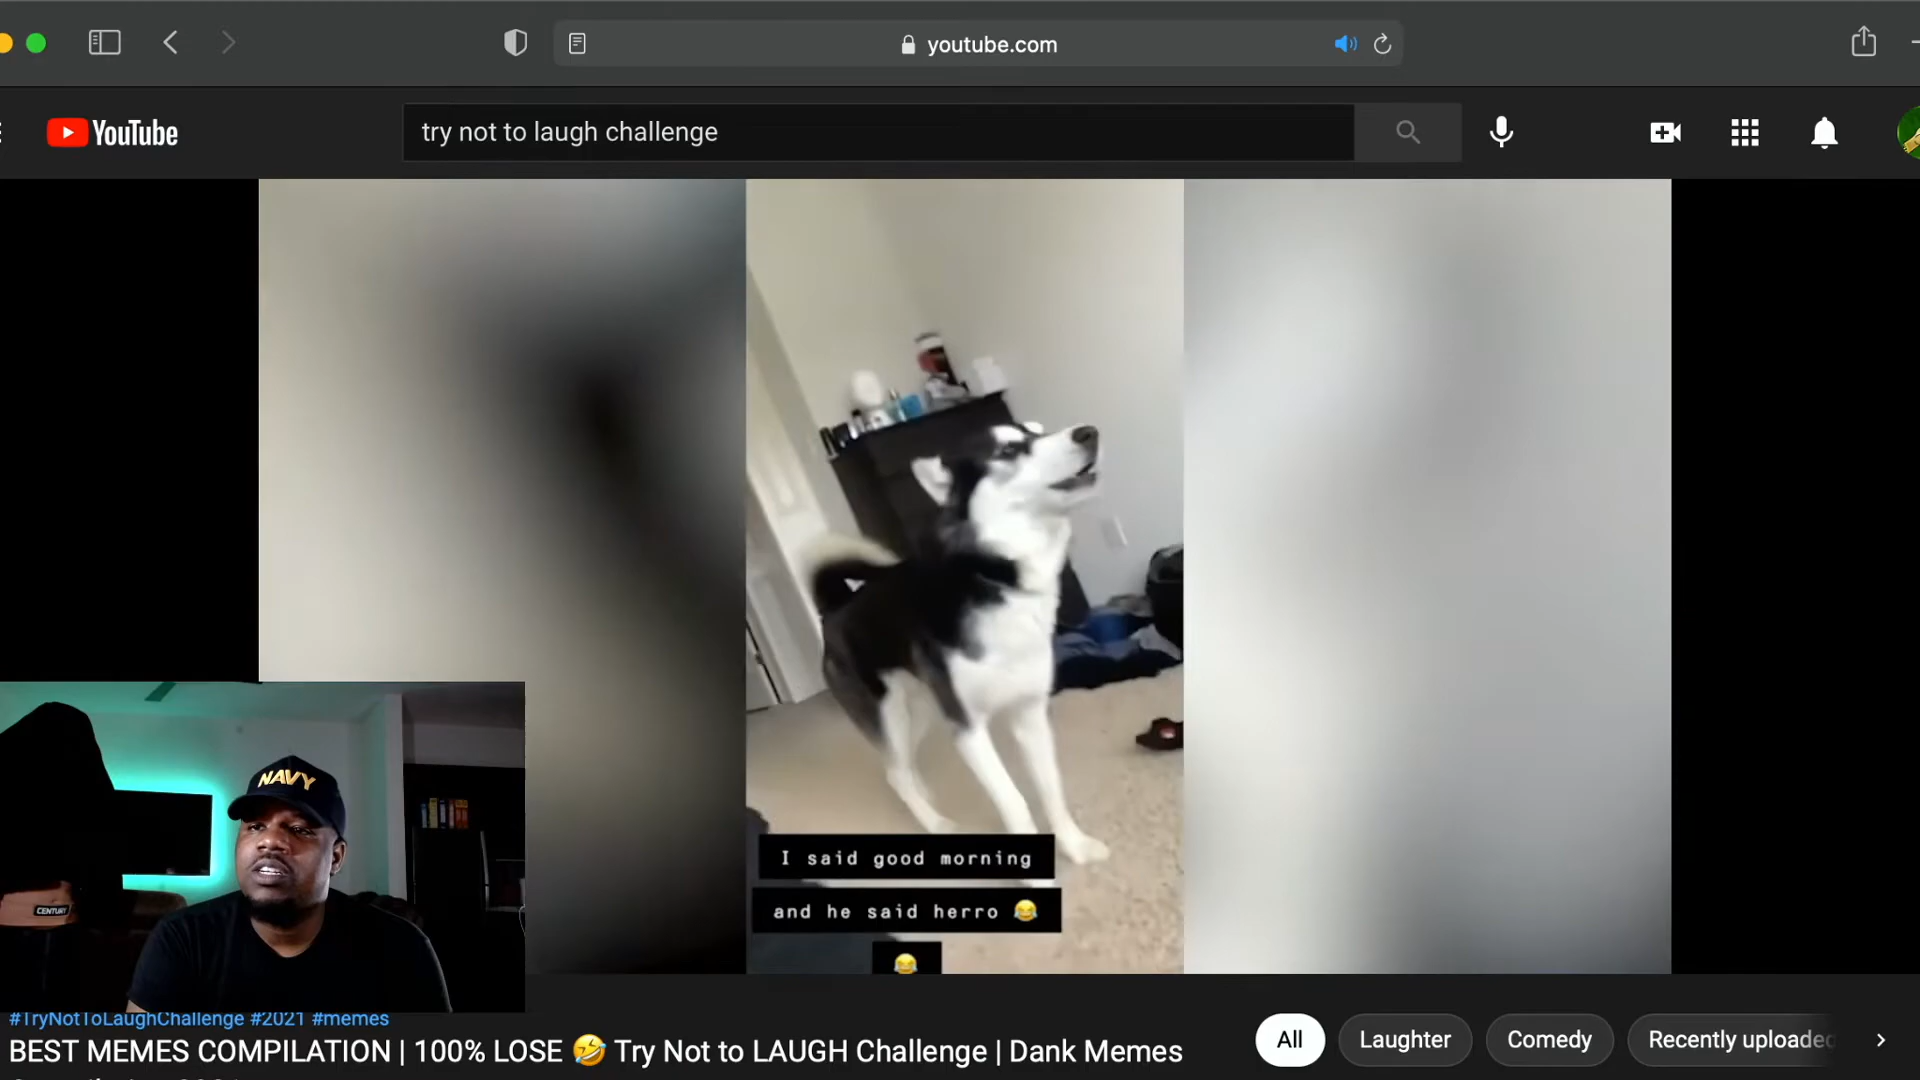 youtube.com
YouTube
try not to laugh challenge
I said good morning
and he said herro 😂
😂
NAVY
CENTURY
#TryNotToLaughChallenge #2021 #memes
BEST MEMES COMPILATION | 100% LOSE 🤣 Try Not to LAUGH Challenge | Dank Memes
All
Laughter
Comedy
Recently uploaded